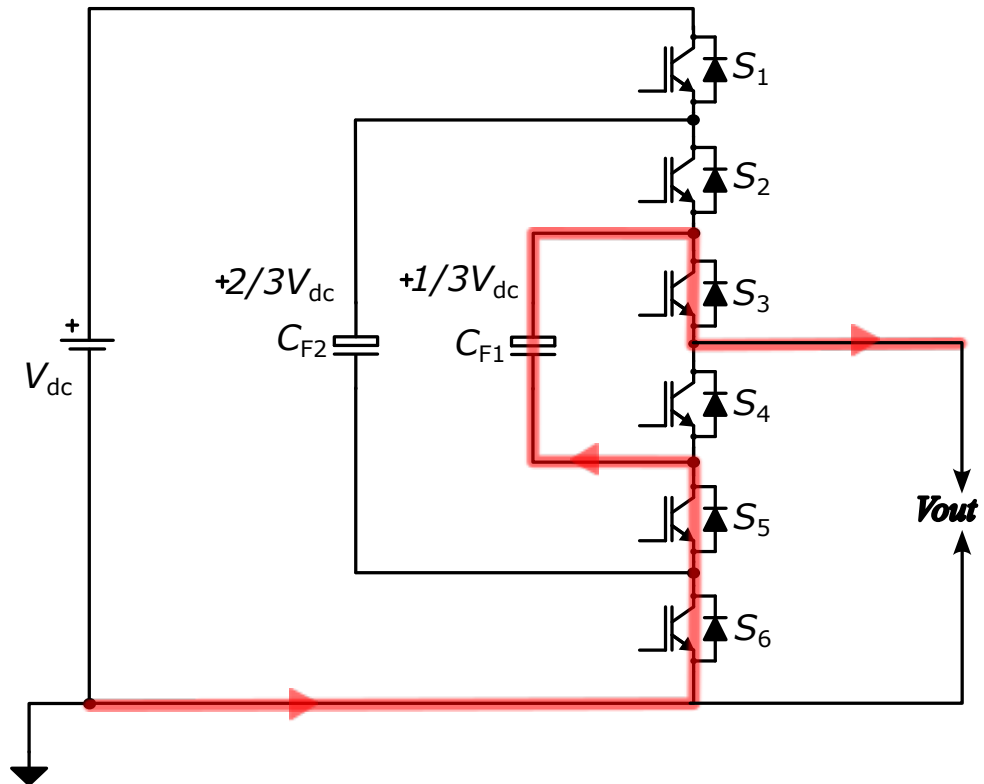 S1
S2
+2/3Vdc
+1/3Vdc
S3
CF2
CF1
+
Vdc
S4
S5
Vout
S6